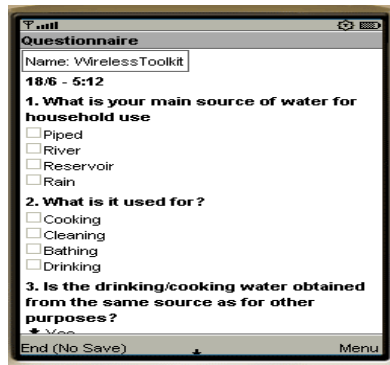 Questionnaire
Name: WirelessToolkit
18/6 - 5:12
1. What is your main source of water for
household use
Piped
River
Reservoir
Rain
2. What is it used for?
Cooking
Cleaning
Bathing
Drinking
3. Is the drinking/cooking water obtained
from the same source as for other
purposes?
End (No Save)
Menu